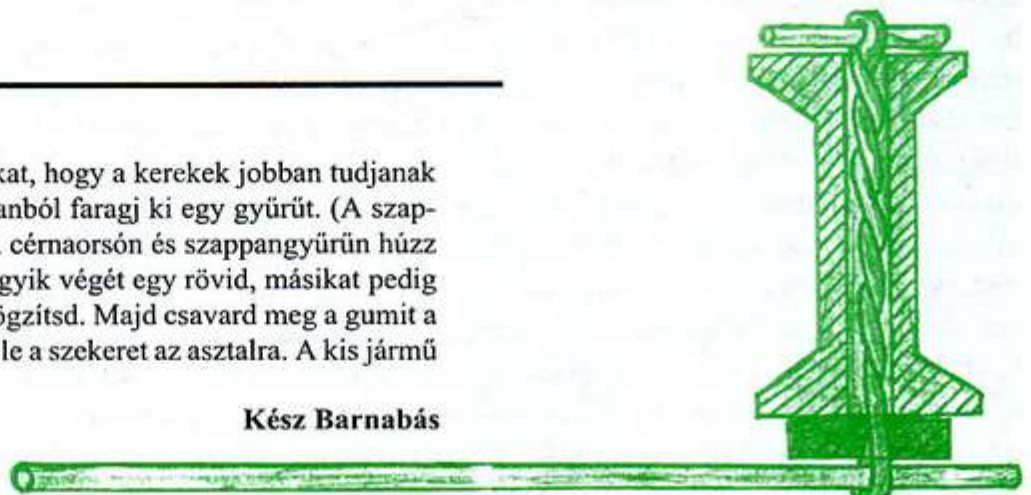 kat, hogy a kerekek jobban tudjanak
anból faragj ki egy gyűrűt. (A szap-
cérnaorsón és szappangyűrűn húzz
gyik végét egy rövid, másikat pedig
ögzítsd. Majd csavard meg a gumit a
le a szekeret az asztalra. A kis jármű
Kész Barnabás